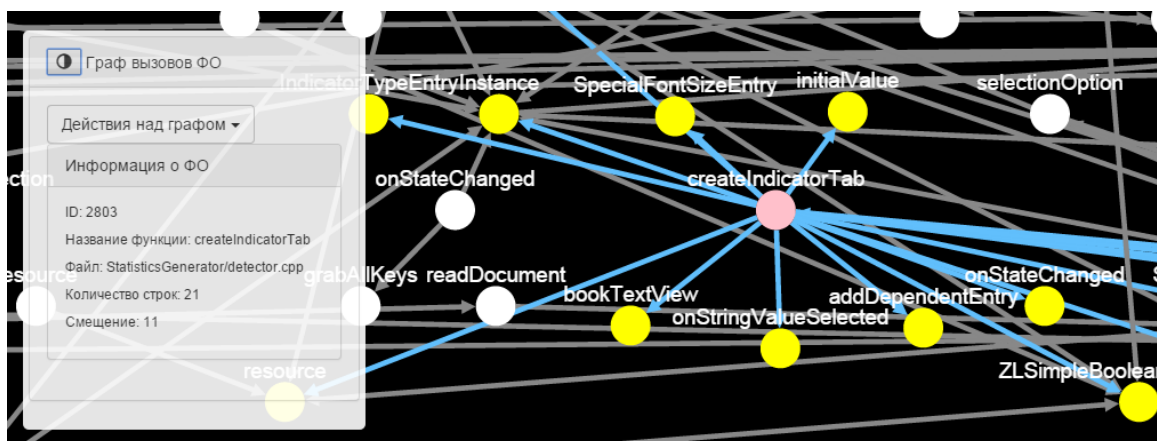 Граф вызовов ФО
IndicatorTypeEntryInstance
SpecialFontSizeEntry
initialValue
selectionOption
Действия над графом
Информация о ФО
onStateChanged
createIndicatorTab
ID: 2803
Название функции: createIndicatorTab
Файл: StatisticsGenerator/detector.cpp
grabAllKeys
readDocument
onStateChanged
Количество строк: 21
bookTextView
addDependentEntry
Смещение: 11
onStringValueSelected
resource
ZLSimpleBoolean